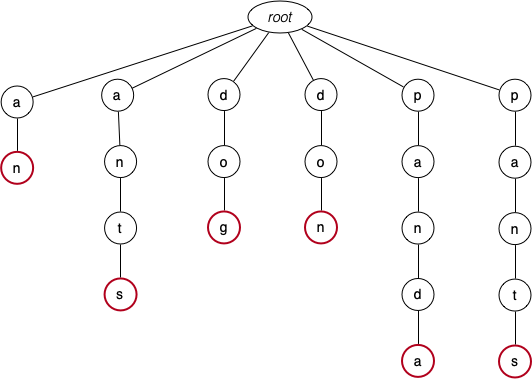 root
a a d d p p
n n o o a a
t g n n n
s d t
a s